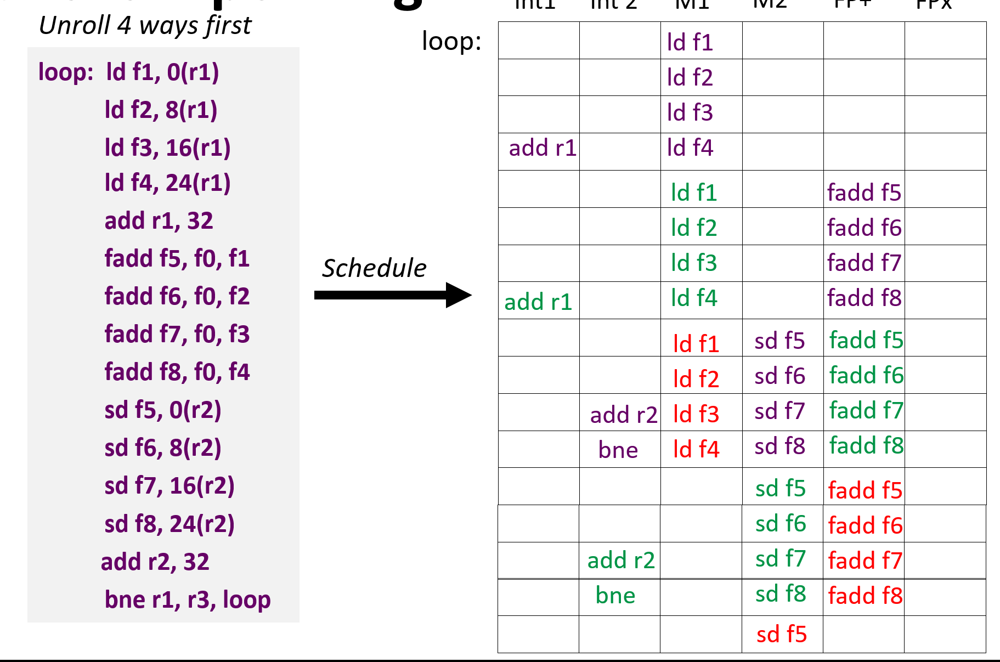 Int1 Int 2 M1 M2 FP+ FPx
Unroll 4 ways first
loop: ld f1, 0(r1)
ld f2, 8(r1)
ld f3, 16(r1)
ld f4, 24(r1)
add r1, 32
fadd f5, f0, f1
fadd f6, f0, f2
fadd f7, f0, f3
fadd f8, f0, f4
sd f5, 0(r2)
sd f6, 8(r2)
sd f7, 16(r2)
sd f8, 24(r2)
add r2, 32
bne r1, r3, loop
Schedule
loop: ld f1
ld f2
ld f3
add r1 ld f4
ld f1 fadd f5
ld f2 fadd f6
ld f3 fadd f7
add r1 ld f4 fadd f8
ld f1 sd f5 fadd f5
ld f2 sd f6 fadd f6
add r2 ld f3 sd f7 fadd f7
bne ld f4 sd f8 fadd f8
sd f5 fadd f5
sd f6 fadd f6
add r2 sd f7 fadd f7
bne sd f8 fadd f8
sd f5